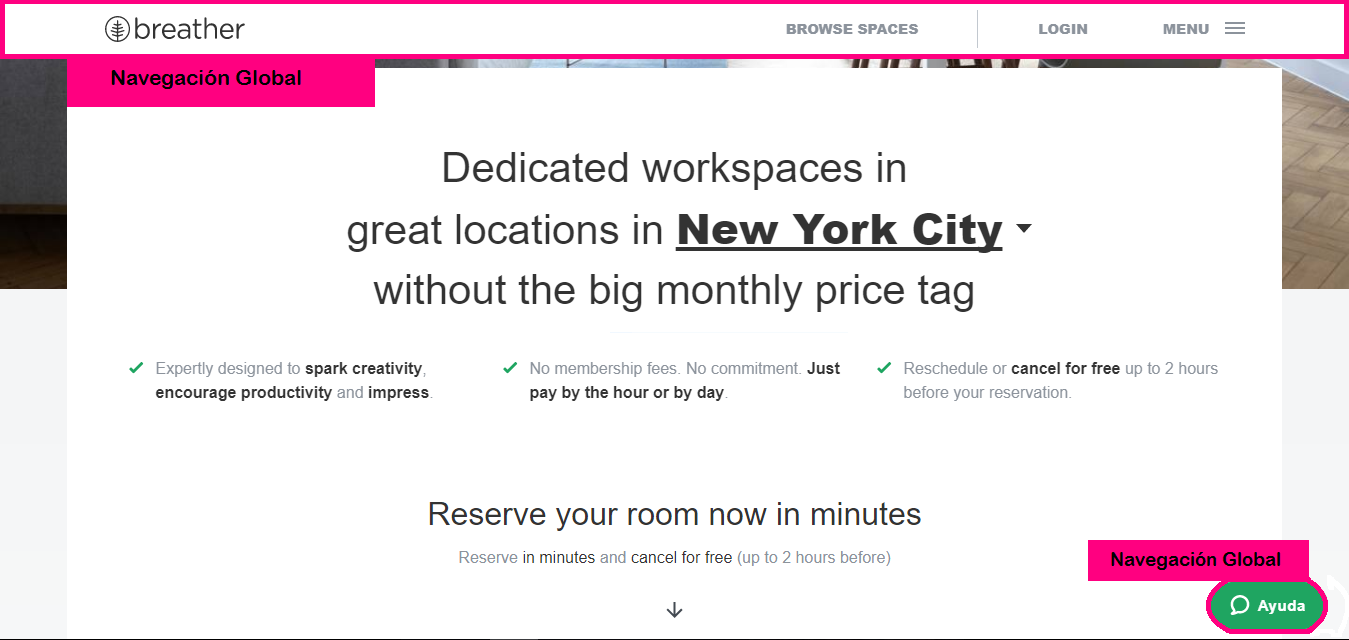 breather
BROWSE SPACES
LOGIN
MENU
Navegación Global
Dedicated workspaces in
great locations in New York City
without the big monthly price tag
Expertly designed to spark creativity,
encourage productivity and impress.
No membership fees. No commitment. Just
pay by the hour or by day.
Reschedule or cancel for free up to 2 hours
before your reservation.
Reserve your room now in minutes
Reserve in minutes and cancel for free (up to 2 hours before)
Navegación Global
Ayuda